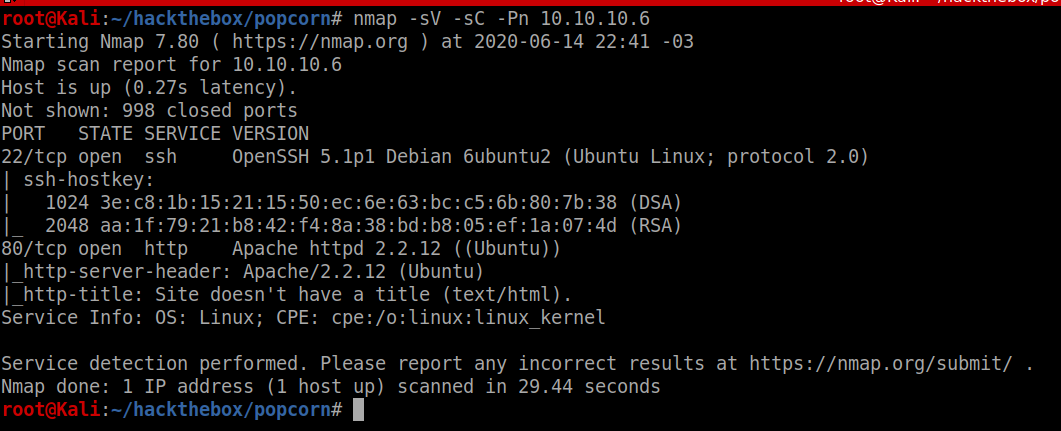 root@Kali:~/hackthebox/popcorn# nmap -sV -sC -Pn 10.10.10.6
Starting Nmap 7.80 ( https://nmap.org ) at 2020-06-14 22:41 -03
Nmap scan report for 10.10.10.6
Host is up (0.27s latency).
Not shown: 998 closed ports
PORT   STATE SERVICE VERSION
22/tcp open  ssh     OpenSSH 5.1p1 Debian 6ubuntu2 (Ubuntu Linux; protocol 2.0)
| ssh-hostkey:
|   1024 3e:c8:1b:15:21:15:50:ec:6e:63:bc:c5:6b:80:7b:38 (DSA)
|_  2048 aa:1f:79:21:b8:42:f4:8a:38:bd:b8:05:ef:1a:07:4d (RSA)
80/tcp open  http    Apache httpd 2.2.12 ((Ubuntu))
|_http-server-header: Apache/2.2.12 (Ubuntu)
|_http-title: Site doesn't have a title (text/html).
Service Info: OS: Linux; CPE: cpe:/o:linux:linux_kernel

Service detection performed. Please report any incorrect results at https://nmap.org/submit/ .
Nmap done: 1 IP address (1 host up) scanned in 29.44 seconds
root@Kali:~/hackthebox/popcorn#